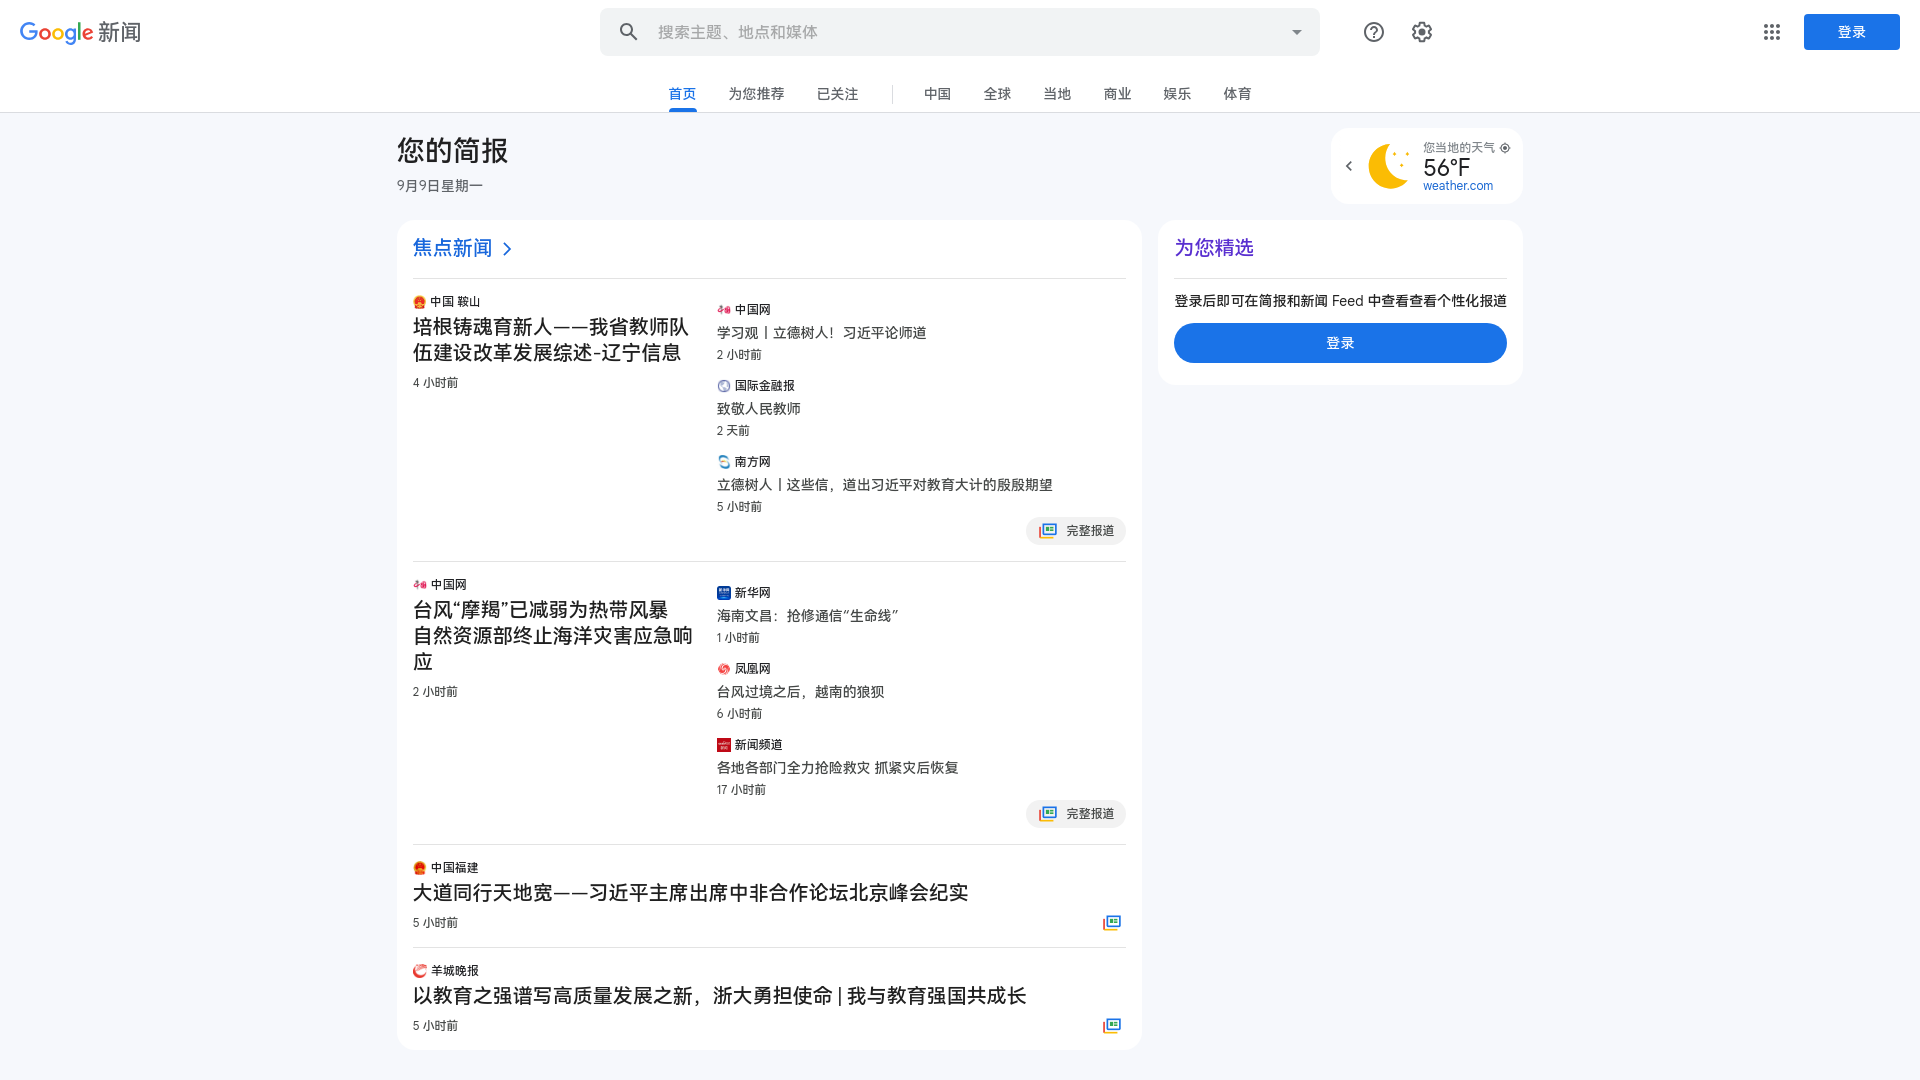 Google 新闻
搜索主题、地点和媒体
登录
首页
为您推荐
已关注
中国
全球
当地
商业
娱乐
体育
您的简报
9月9日星期一
您当地的天气
56°F
weather.com
焦点新闻
中国 鞍山
培根铸魂育新人——我省教师队
伍建设改革发展综述-辽宁信息
4 小时前
中国网
学习观丨立德树人！习近平论师道
2 小时前
国际金融报
致敬人民教师
2 天前
南方网
立德树人丨这些信，道出习近平对教育大计的殷殷期望
5 小时前
完整报道
中国网
台风“摩羯”已减弱为热带风暴
自然资源部终止海洋灾害应急响
应
2 小时前
新华网
海南文昌：抢修通信“生命线”
1 小时前
凤凰网
台风过境之后，越南的狼狈
6 小时前
新闻频道
各地各部门全力抢险救灾 抓紧灾后恢复
17 小时前
完整报道
中国福建
大道同行天地宽——习近平主席出席中非合作论坛北京峰会纪实
5 小时前
羊城晚报
以教育之强谱写高质量发展之新，浙大勇担使命 | 我与教育强国共成长
5 小时前
为您精选
登录后即可在简报和新闻 Feed 中查看查看个性化报道
登录